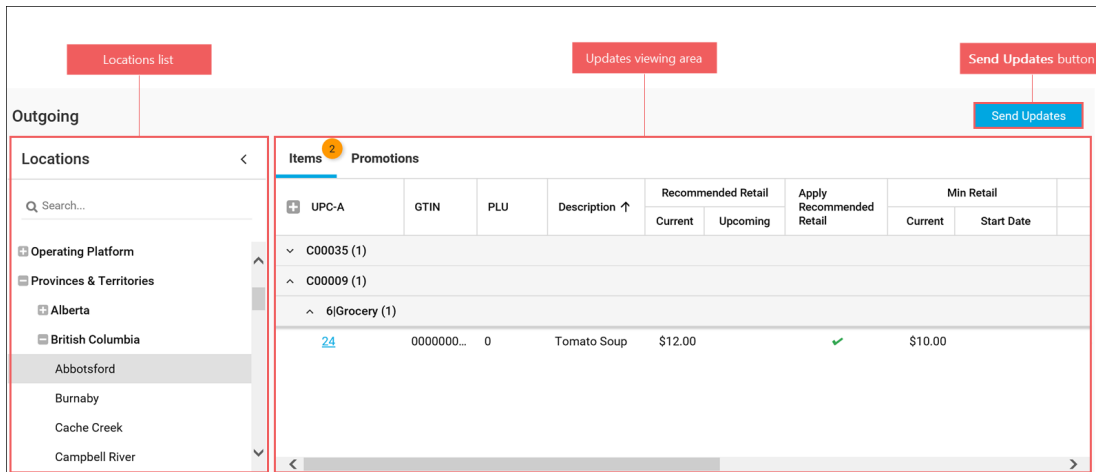 Locations list
Updates viewing area
Send Updates button
Outgoing
Send Updates
Locations
Search...
Operating Platform
Provinces & Territories
Alberta
British Columbia
Abbotsford
Burnaby
Cache Creek
Campbell River
Items 2 Promotions
UPC-A GTIN PLU Description Recommended Retail Apply Recommended Retail Min Retail
Current Upcoming Current Start Date
C00035 (1)
C00009 (1)
6|Grocery (1)
24 0000000... 0 Tomato Soup $12.00 $10.00